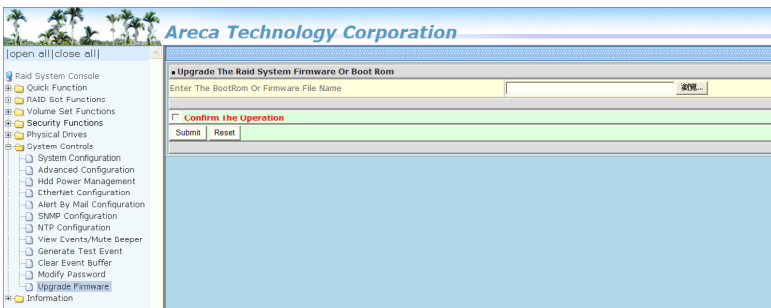 Areca Technology Corporation
|open all|close all|
Raid System Console
Quick Function
RAID Set Functions
Volume Set Functions
Security Functions
Physical Drives
System Controls
System Configuration
Advanced Configuration
Hdd Power Management
EtherNet Configuration
Alert By Mail Configuration
SNMP Configuration
NTP Configuration
View Events/Mute Beeper
Generate Test Event
Clear Event Buffer
Modify Password
Upgrade Firmware
Information
Upgrade The Raid System Firmware Or Boot Rom
Enter The BootRom Or Firmware File Name
瀏覽...
Confirm The Operation
Submit Reset